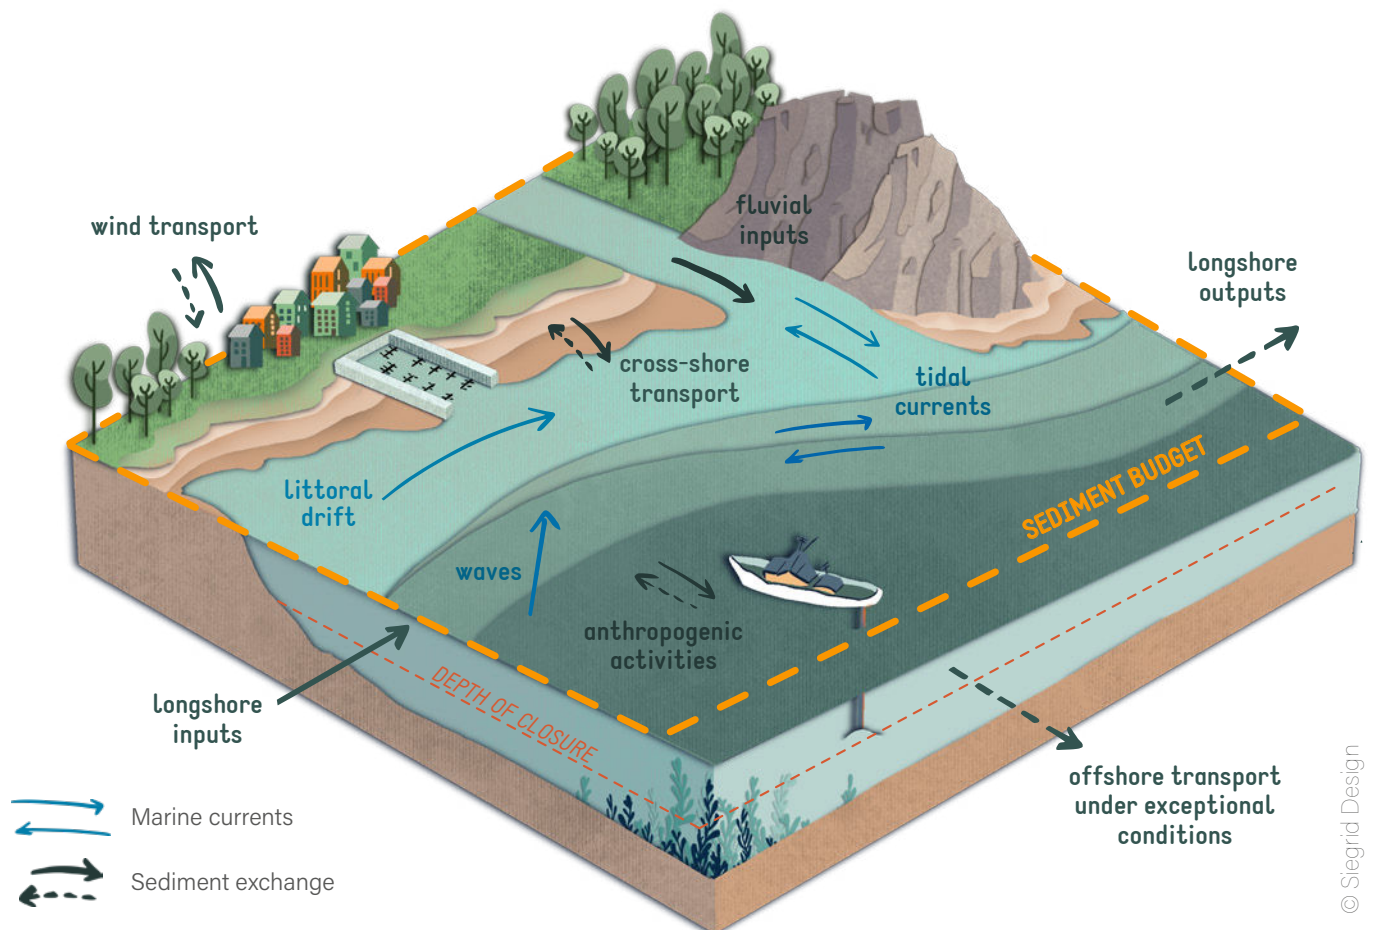 fluvial
inputs
wind transport
longshore
outputs
cross-shore
transport
tidal
currents
SEDIMENT BUDGET
littoral
drift
waves
anthropogenic
activities
DEPTH OF CLOSURE
longshore
inputs
offshore transport
under exceptional
conditions
Marine currents
Sediment exchange
© Siegrid Design